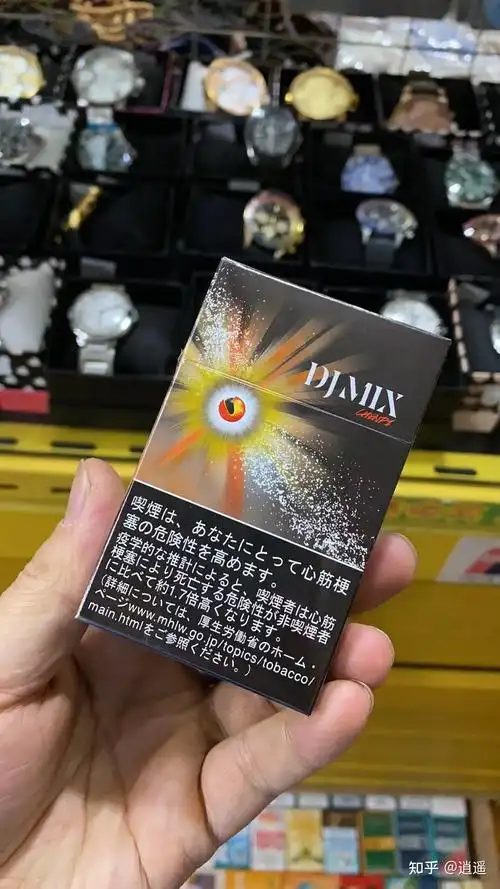 DJ MIX
喫煙は、あなたにとって心筋梗
塞の危険性を高めます。
疫学的な推計によると、喫煙者は心筋
梗塞により死亡する危険性が非喫煙者
に比べて約1.7倍高くなります。
(詳細については、厚生労働省のホーム・
ページwww.mhlw.go.jp/topics/tobacco/
main.htmlをご参照ください。)
知乎 @逍遥